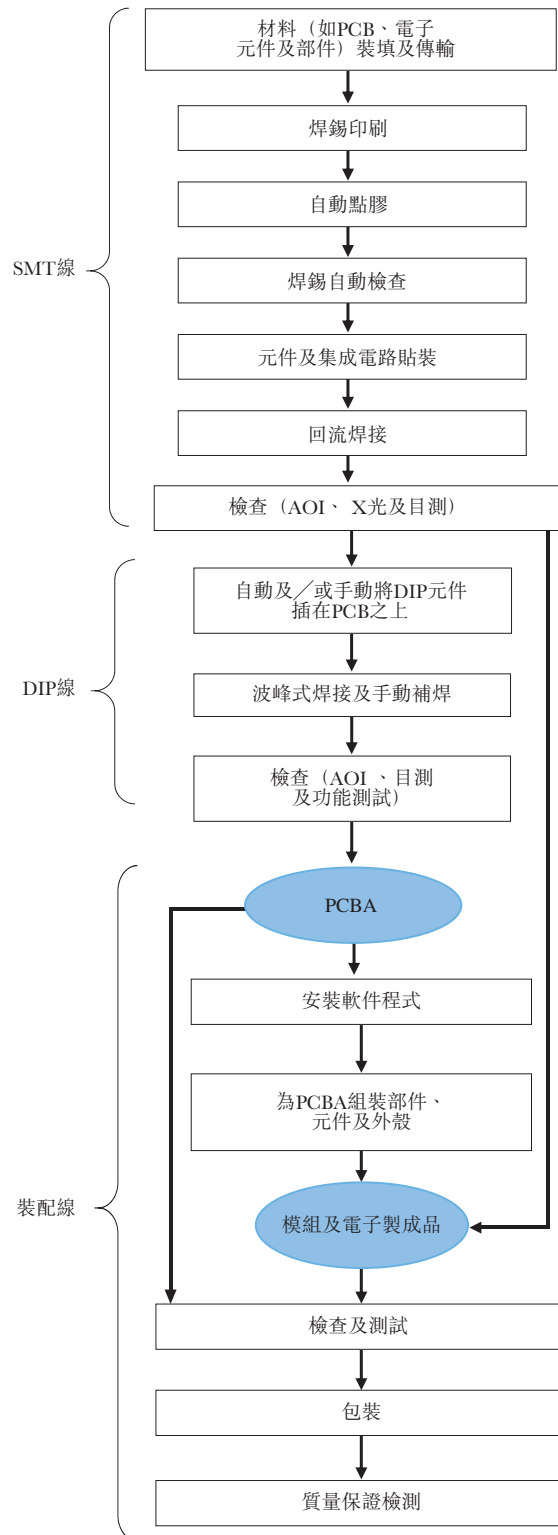 材料（如PCB、電子
元件及部件）裝填及傳輸
焊錫印刷
自動點膠
SMT線
焊錫自動檢查
元件及集成電路貼裝
回流焊接
檢查（AOI、 X光及目測）
自動及╱或手動將DIP元件
插在PCB之上
DIP線
波峰式焊接及手動補焊
檢查（AOI 、目測
及功能測試）
PCBA
安裝軟件程式
為PCBA組裝部件、
元件及外殼
裝配線
模組及電子製成品
檢查及測試
包裝
質量保證檢測